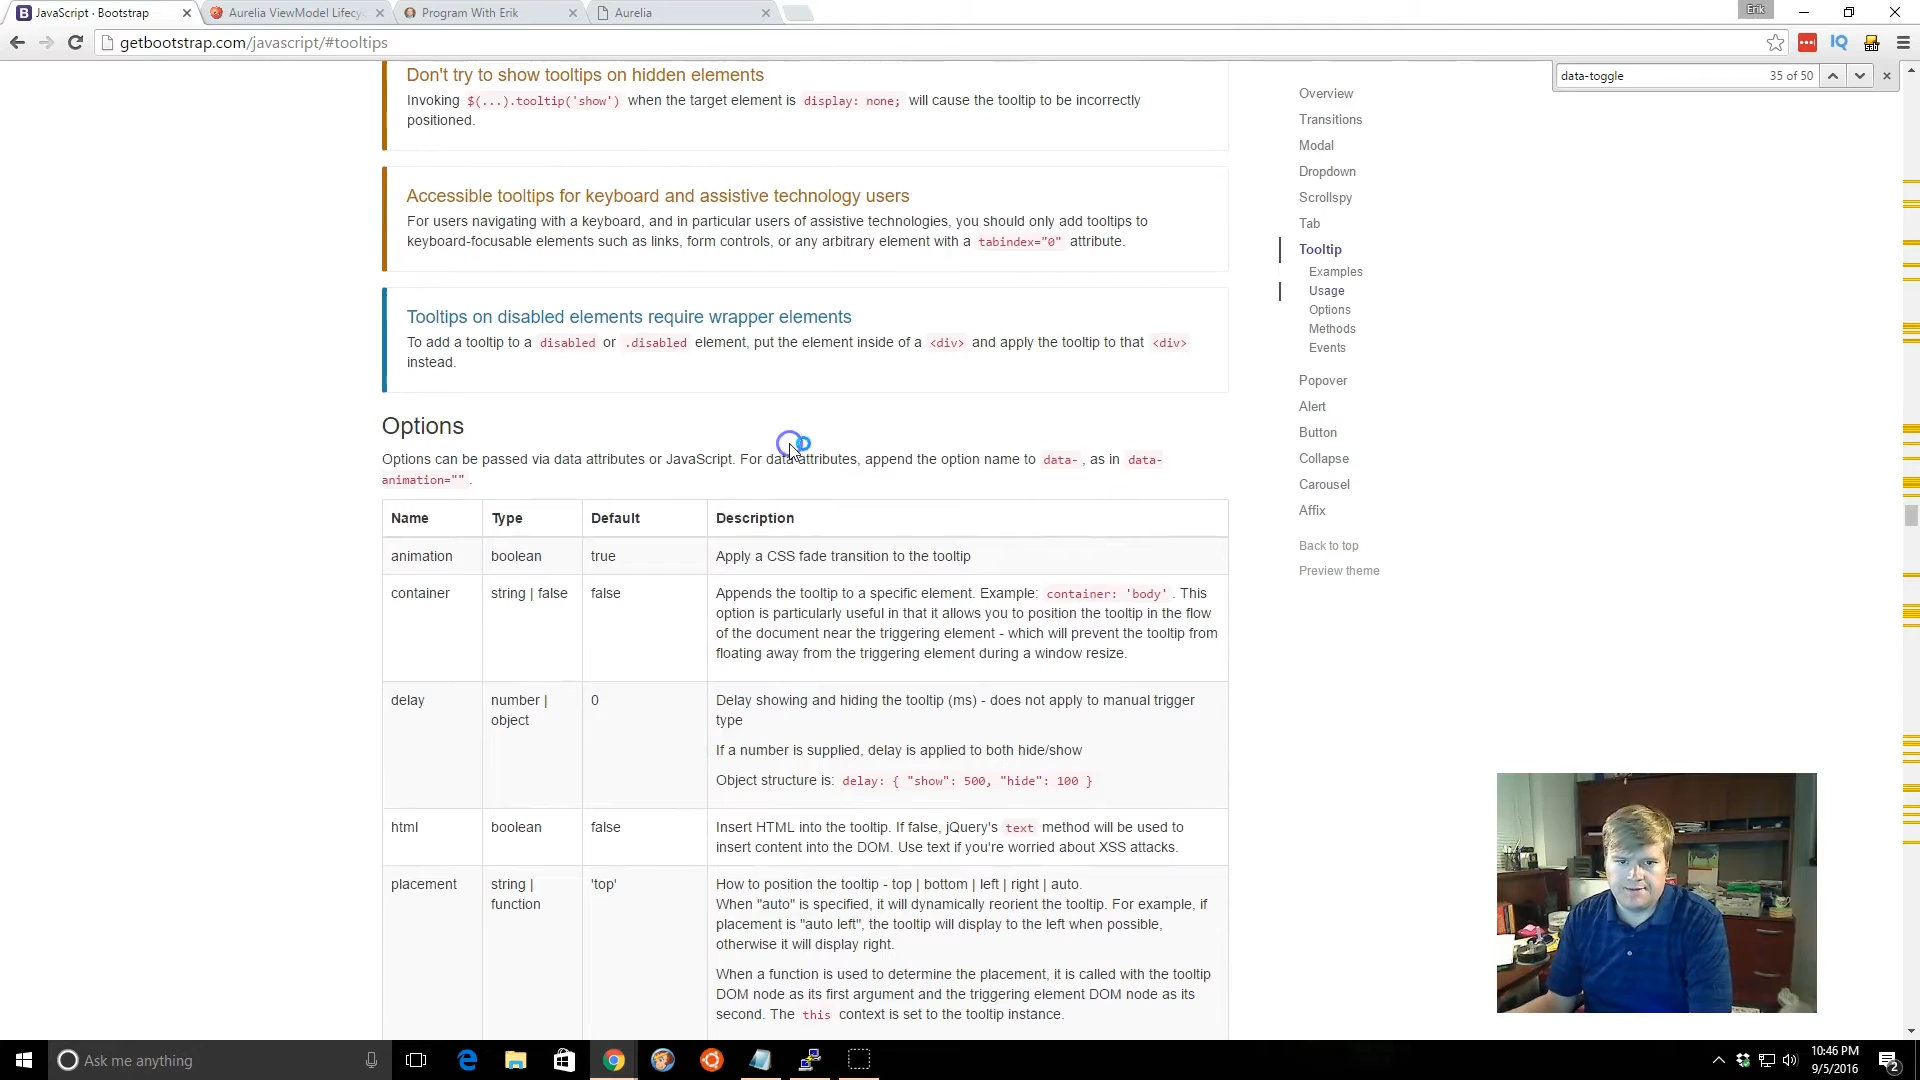 JavaScript · Bootstrap
Aurelia ViewModel Lifecy
Program With Erik
Aurelia
Erik
getbootstrap.com/javascript/#tooltips
IQ
data-toggle
35 of 50
Don't try to show tooltips on hidden elements
Invoking $(...).tooltip('show') when the target element is display: none; will cause the tooltip to be incorrectly
positioned.
Accessible tooltips for keyboard and assistive technology users
For users navigating with a keyboard, and in particular users of assistive technologies, you should only add tooltips to
keyboard-focusable elements such as links, form controls, or any arbitrary element with a tabindex="0" attribute.
Tooltips on disabled elements require wrapper elements
To add a tooltip to a disabled or .disabled element, put the element inside of a <div> and apply the tooltip to that <div>
instead.
Options
Options can be passed via data attributes or JavaScript. For data attributes, append the option name to data-, as in data-
animation="".
Name Type Default Description
animation boolean true Apply a CSS fade transition to the tooltip
container string | false false Appends the tooltip to a specific element. Example: container: 'body'. This
option is particularly useful in that it allows you to position the tooltip in the flow
of the document near the triggering element - which will prevent the tooltip from
floating away from the triggering element during a window resize.
delay number | 0 Delay showing and hiding the tooltip (ms) - does not apply to manual trigger
object type
If a number is supplied, delay is applied to both hide/show
Object structure is: delay: { "show": 500, "hide": 100 }
html boolean false Insert HTML into the tooltip. If false, jQuery's text method will be used to
insert content into the DOM. Use text if you're worried about XSS attacks.
placement string | 'top' How to position the tooltip - top | bottom | left | right | auto.
function When "auto" is specified, it will dynamically reorient the tooltip. For example, if
placement is "auto left", the tooltip will display to the left when possible,
otherwise it will display right.
When a function is used to determine the placement, it is called with the tooltip
DOM node as its first argument and the triggering element DOM node as its
second. The this context is set to the tooltip instance.
Overview
Transitions
Modal
Dropdown
Scrollspy
Tab
Tooltip
Examples
Usage
Options
Methods
Events
Popover
Alert
Button
Collapse
Carousel
Affix
Back to top
Preview theme
Ask me anything
10:46 PM
9/5/2016
2